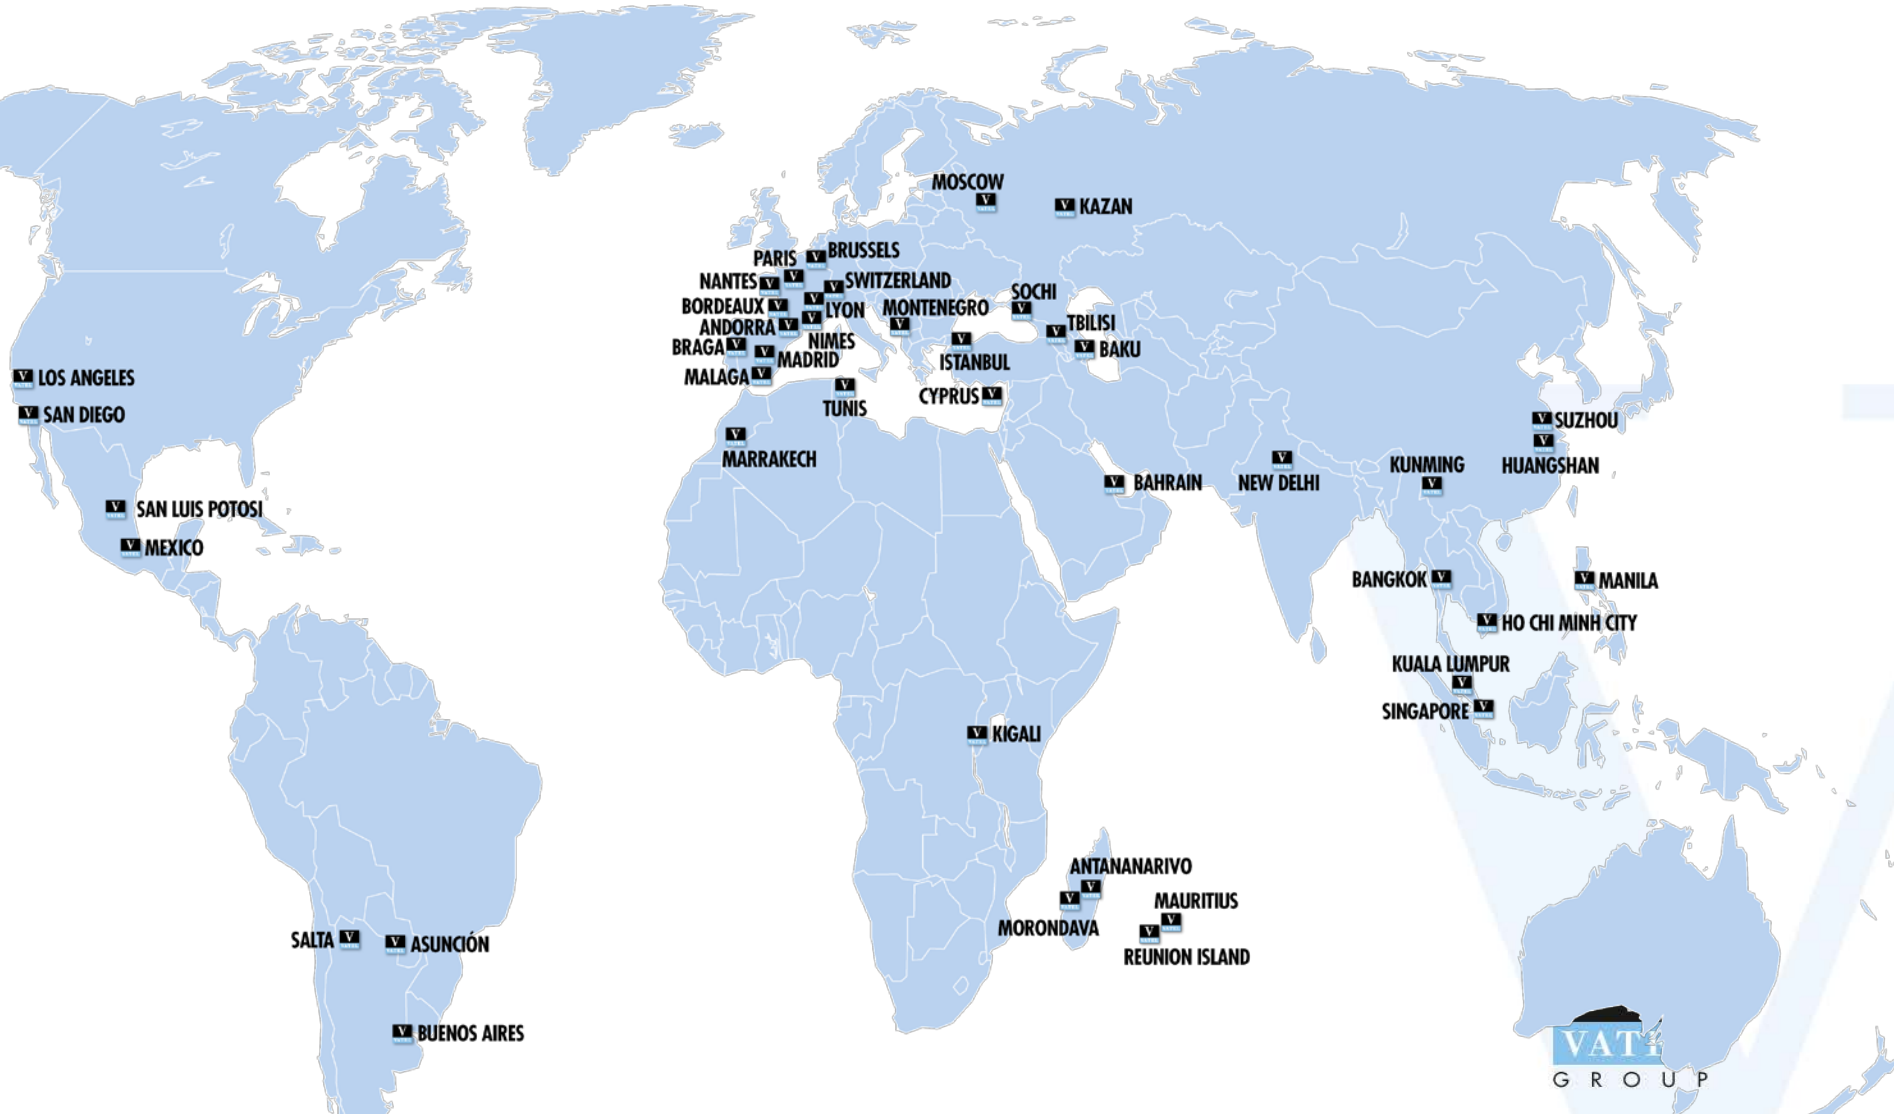 MOSCOW
KAZAN
BRUSSELS
PARIS
NANTES
SWITZERLAND
SOCHI
BORDEAUX
LYON
MONTENEGRO
ANDORRA
TBILISI
NIMES
BRAGA
MADRID
BAKU
ISTANBUL
MALAGA
LOS ANGELES
CYPRUS
TUNIS
SAN DIEGO
SUZHOU
MARRAKECH
KUNMING
HUANGSHAN
BAHRAIN
NEW DELHI
SAN LUIS POTOSI
MEXICO
BANGKOK
MANILA
HO CHI MINH CITY
KUALA LUMPUR
SINGAPORE
KIGALI
ANTANANARIVO
MAURITIUS
MORONDAVA
REUNION ISLAND
SALTA
ASUNCIÓN
BUENOS AIRES
GROUP